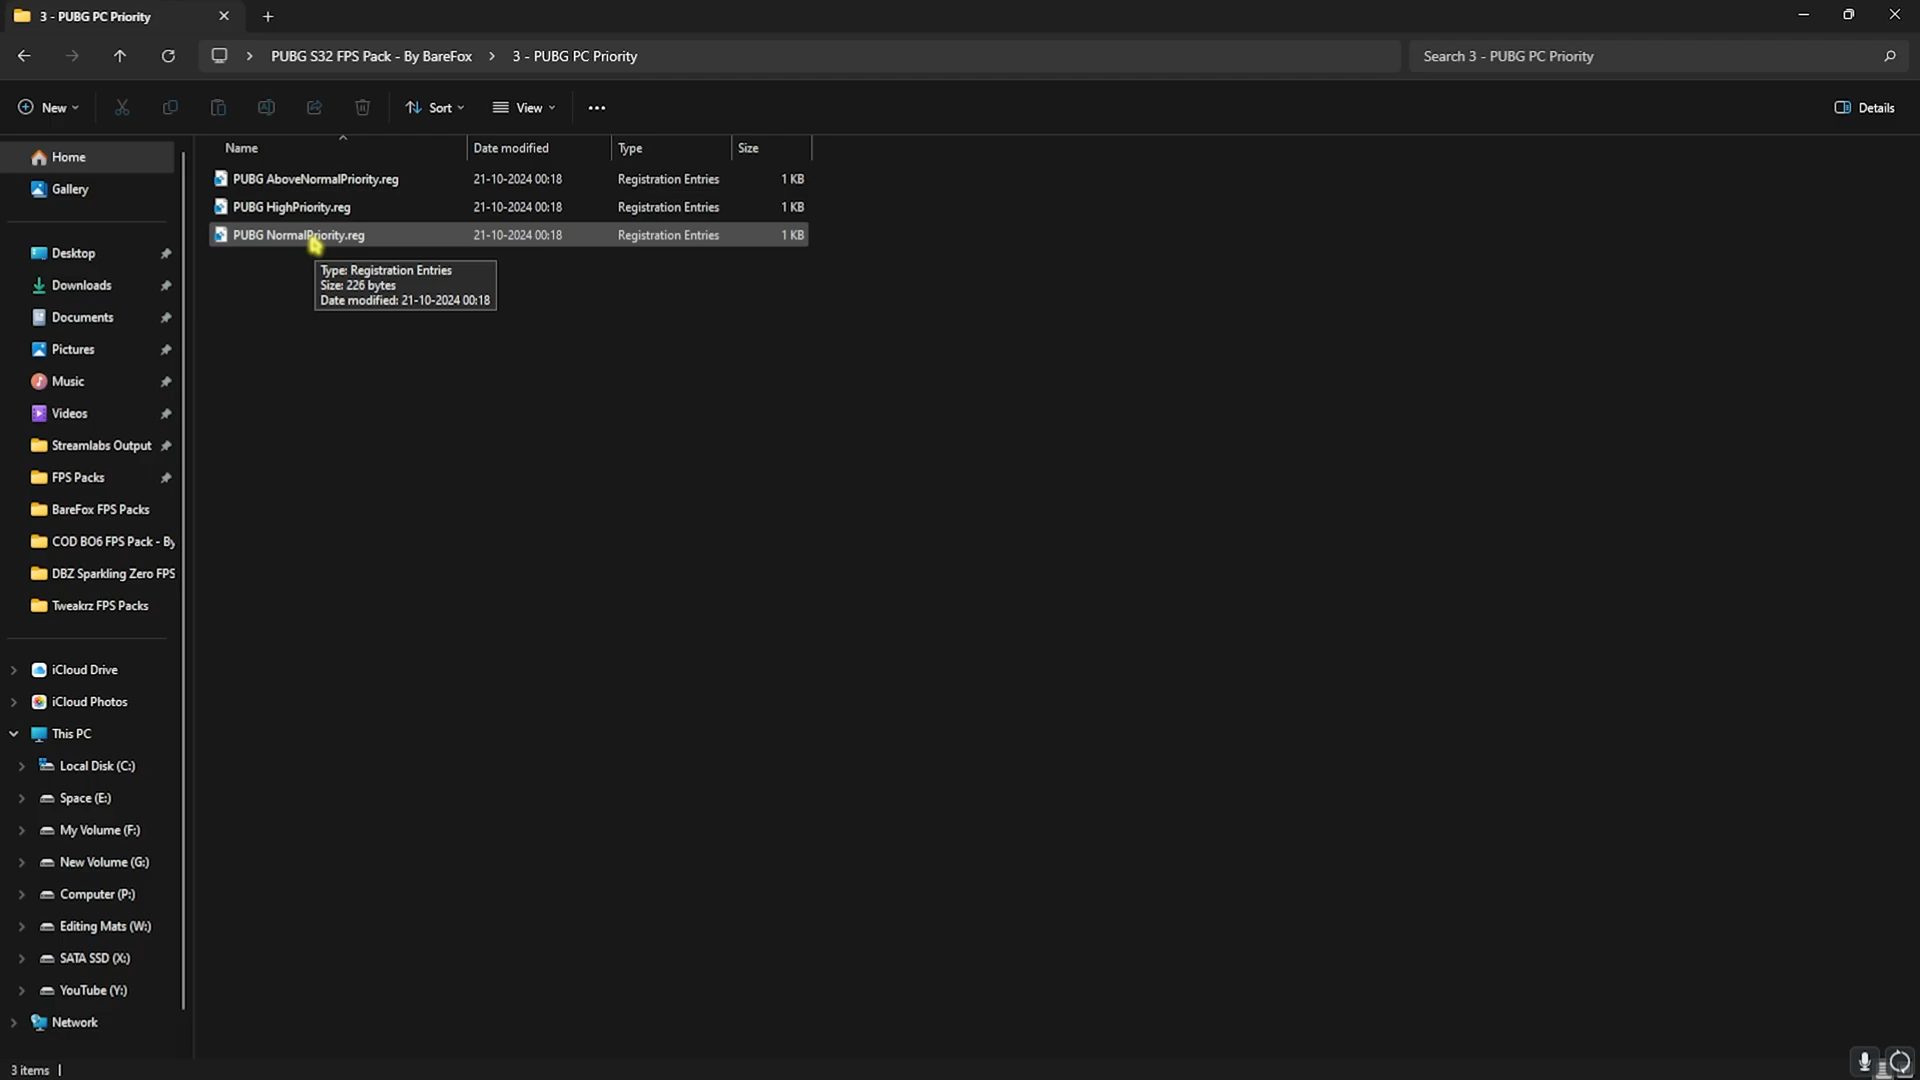 3 - PUBG PC Priority
PUBG S32 FPS Pack - By BareFox > 3 - PUBG PC Priority
Search 3 - PUBG PC Priority
New
Sort
View
Details
Name Date modified Type Size
PUBG AboveNormalPriority.reg 21-10-2024 00:18 Registration Entries 1 KB
PUBG HighPriority.reg 21-10-2024 00:18 Registration Entries 1 KB
PUBG NormalPriority.reg 21-10-2024 00:18 Registration Entries 1 KB
Type: Registration Entries
Size: 226 bytes
Date modified: 21-10-2024 00:18
Home
Gallery
Desktop
Downloads
Documents
Pictures
Music
Videos
Streamlabs Output
FPS Packs
BareFox FPS Packs
COD BO6 FPS Pack - By
DBZ Sparkling Zero FPS
Tweakrz FPS Packs
iCloud Drive
iCloud Photos
This PC
Local Disk (C:)
Space (E:)
My Volume (F:)
New Volume (G:)
Computer (P:)
Editing Mats (W:)
SATA SSD (X:)
YouTube (Y:)
Network
3 items